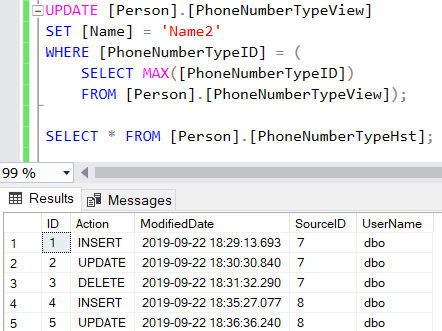 UPDATE [Person].[PhoneNumberTypeView]
SET [Name] = 'Name2'
WHERE [PhoneNumberTypeID] = (
SELECT MAX([PhoneNumberTypeID])
FROM [Person].[PhoneNumberTypeView]);
SELECT * FROM [Person].[PhoneNumberTypeHst];
99 %
Results Messages
ID Action ModifiedDate SourceID UserName
1 1 INSERT 2019-09-22 18:29:13.693 7 dbo
2 2 UPDATE 2019-09-22 18:30:30.840 7 dbo
3 3 DELETE 2019-09-22 18:31:32.290 7 dbo
4 4 INSERT 2019-09-22 18:35:27.077 8 dbo
5 5 UPDATE 2019-09-22 18:36:36.240 8 dbo